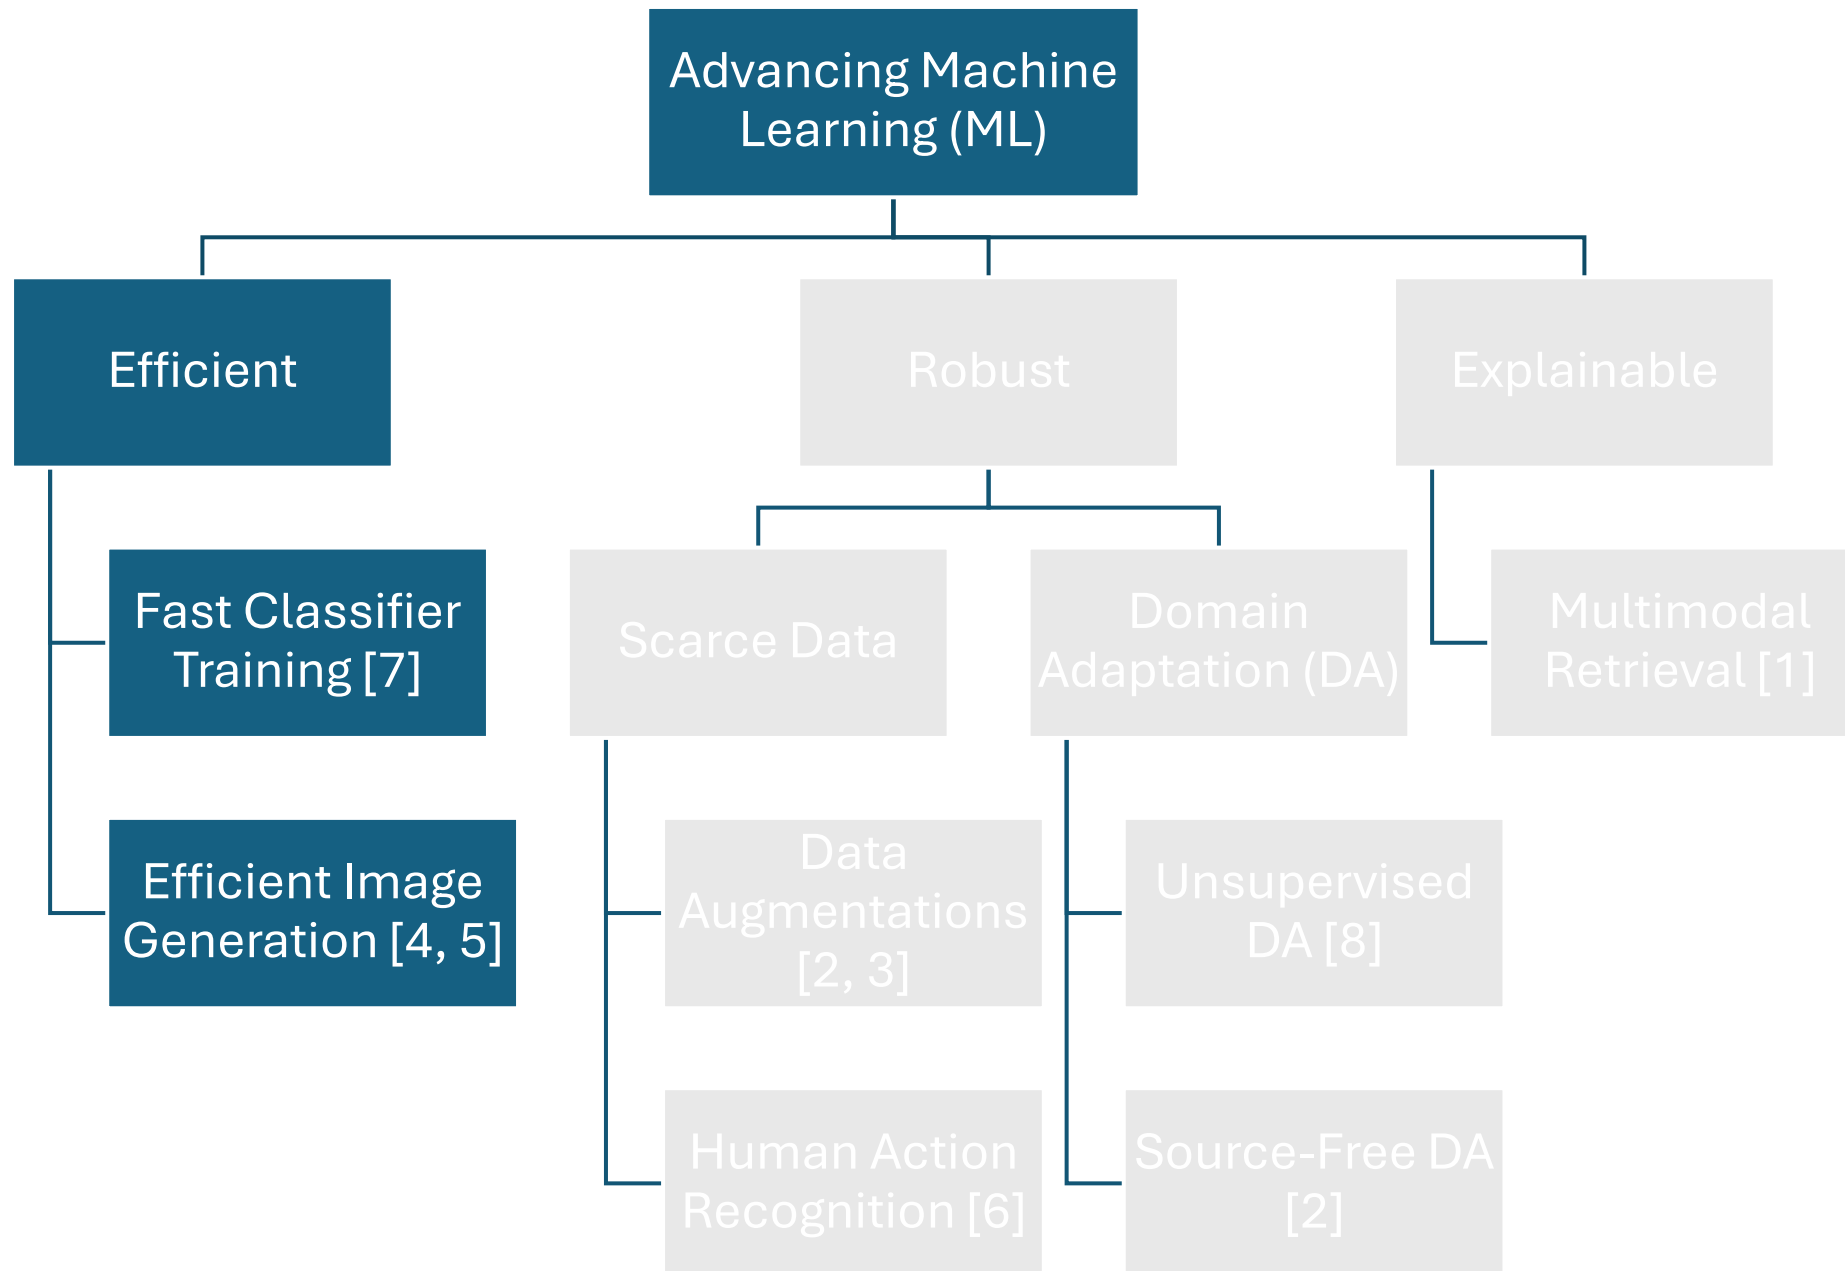 Advancing Machine
Learning (ML)
Efficient
Robust
Explainable
Fast Classifier
Training [7]
Scarce Data
Domain
Adaptation (DA)
Multimodal
Retrieval [1]
Efficient Image
Generation [4, 5]
Data
Augmentations
[2, 3]
Unsupervised
DA [8]
Human Action
Recognition [6]
Source-Free DA
[2]